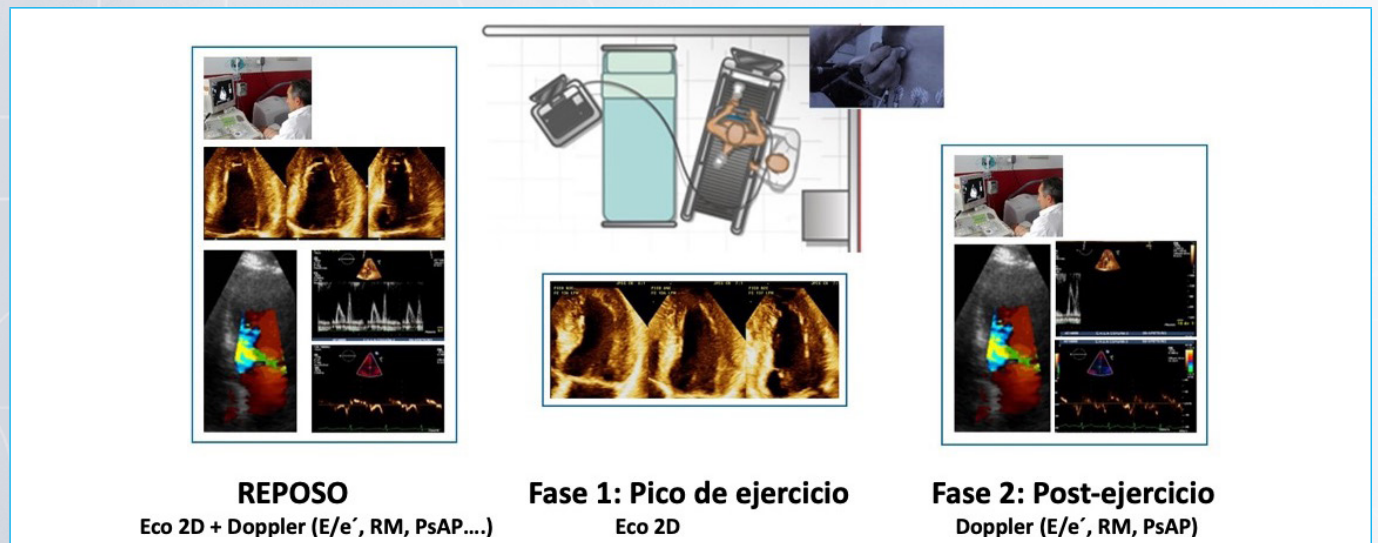 REPOSO
Eco 2D + Doppler (E/e´, RM, PsAP....)
Fase 1: Pico de ejercicio
Eco 2D
Fase 2: Post-ejercicio
Doppler (E/e´, RM, PsAP)